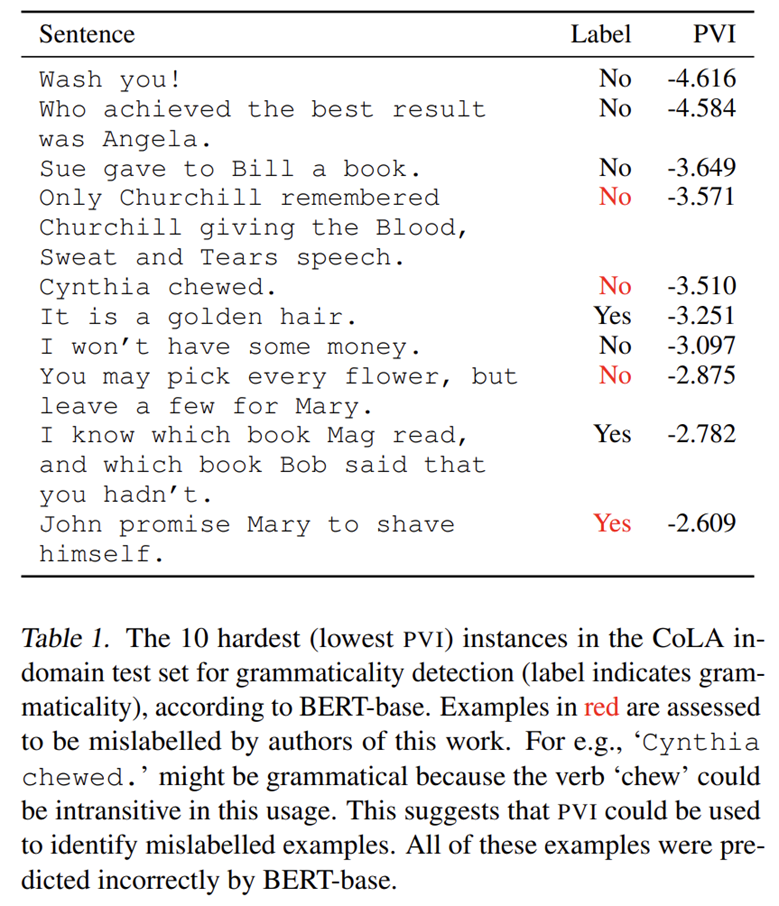 Sentence Label PVI
Wash you! No -4.616
Who achieved the best result No -4.584
was Angela.
Sue gave to Bill a book. No -3.649
Only Churchill remembered No -3.571
Churchill giving the Blood,
Sweat and Tears speech.
Cynthia chewed. No -3.510
It is a golden hair. Yes -3.251
I won't have some money. No -3.097
You may pick every flower, but No -2.875
leave a few for Mary.
I know which book Mag read, Yes -2.782
and which book Bob said that
you hadn't.
John promise Mary to shave Yes -2.609
himself.
Table 1. The 10 hardest (lowest PVI) instances in the CoLA in-
domain test set for grammaticality detection (label indicates gram-
maticality), according to BERT-base. Examples in red are assessed
to be mislabelled by authors of this work. For e.g., ‘Cynthia
chewed.’ might be grammatical because the verb ‘chew’ could
be intransitive in this usage. This suggests that PVI could be used
to identify mislabelled examples. All of these examples were pre-
dicted incorrectly by BERT-base.